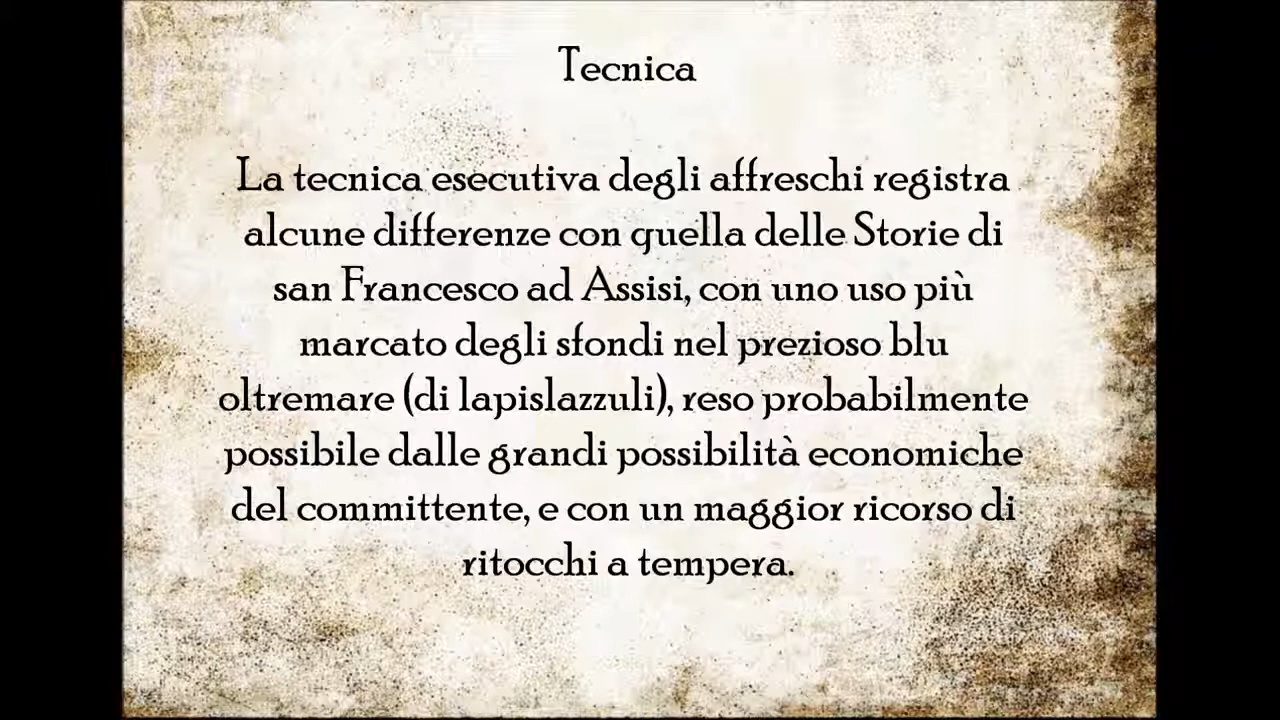 Tecnica
La tecnica esecutiva degli affreschi registra
alcune differenze con quella delle Storie di
san Francesco ad Assisi, con uno uso più
marcato degli sfondi nel prezioso blu
oltremare (di lapislazzuli), reso probabilmente
possibile dalle grandi possibilità economiche
del committente, e con un maggior ricorso di
ritocchi a tempera.